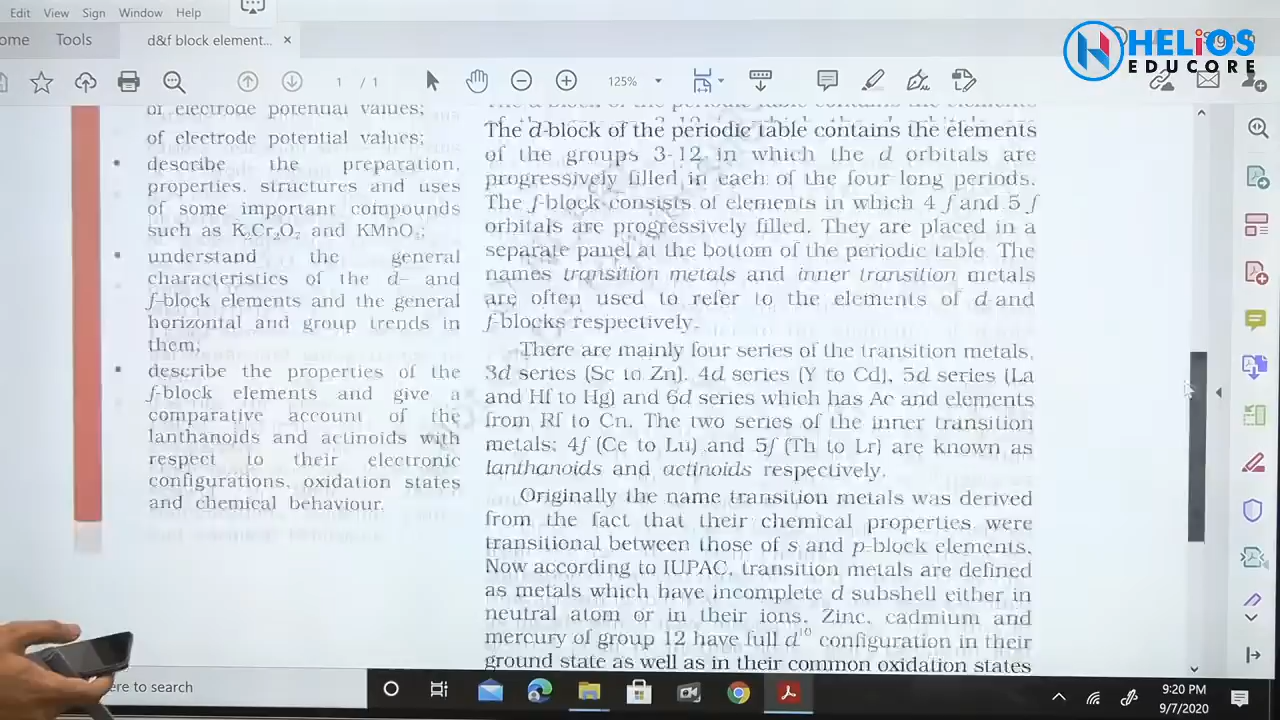 Edit View Sign Window Help
ome Tools d&f block element... ×
HELiOS
EDUCORE
1 / 1 125%
of electrode potential values;
of electrode potential values;
• describe the preparation,
properties, structures and uses
of some important compounds
such as K₂Cr₂O₇ and KMnO₄;
• understand the general
characteristics of the d– and
f–block elements and the general
horizontal and group trends in
them;
• describe the properties of the
f-block elements and give a
comparative account of the
lanthanoids and actinoids with
respect to their electronic
configurations, oxidation states
and chemical behaviour.
The d-block of the periodic table contains the elements
of the groups 3-12 in which the d orbitals are
progressively filled in each of the four long periods.
The f-block consists of elements in which 4 f and 5 f
orbitals are progressively filled. They are placed in a
separate panel at the bottom of the periodic table. The
names transition metals and inner transition metals
are often used to refer to the elements of d-and
f-blocks respectively.
There are mainly four series of the transition metals,
3d series (Sc to Zn), 4d series (Y to Cd), 5d series (La
and Hf to Hg) and 6d series which has Ac and elements
from Rf to Cn. The two series of the inner transition
metals; 4f (Ce to Lu) and 5f (Th to Lr) are known as
lanthanoids and actinoids respectively.
Originally the name transition metals was derived
from the fact that their chemical properties were
transitional between those of s and p-block elements.
Now according to IUPAC, transition metals are defined
as metals which have incomplete d subshell either in
neutral atom or in their ions. Zinc, cadmium and
mercury of group 12 have full d¹⁰ configuration in their
ground state as well as in their common oxidation states
ere to search
9:20 PM
9/7/2020